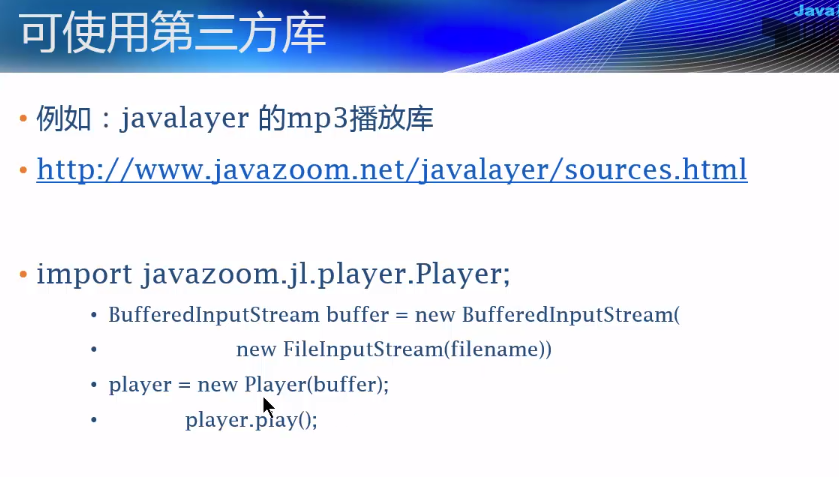 Java
可使用第三方库
• 例如：javalayer 的mp3播放库
• http://www.javazoom.net/javalayer/sources.html
• import javazoom.jl.player.Player;
• BufferedInputStream buffer = new BufferedInputStream(
• new FileInputStream(filename))
• player = new Player(buffer);
• player.play();